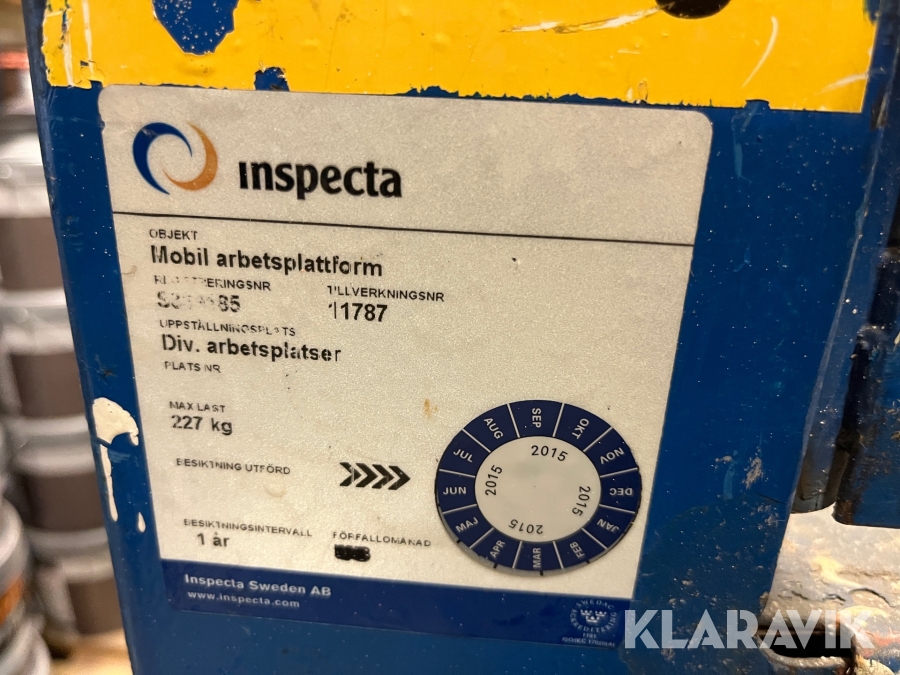 Inspecta
OBJEKT
Mobil arbetsplattform
TILLVERKNINGSNR
11787
UPPSTÄLLNINGSPLATS
Div. arbetsplatser
PLATS NR
MAX LAST
227 kg
BESIKTNING UTFÖRD
BESIKTNINGSINTERVALL FÖRFALLOMÅNAD
1 år
SEP OKT NOV DEC JAN FEB MAR APR MAJ JUN JUL AUG
2015 2015 2015 2015
Inspecta Sweden AB
www.inspecta.com
SWEDAC
ACKREDITERING
KLARAVIK